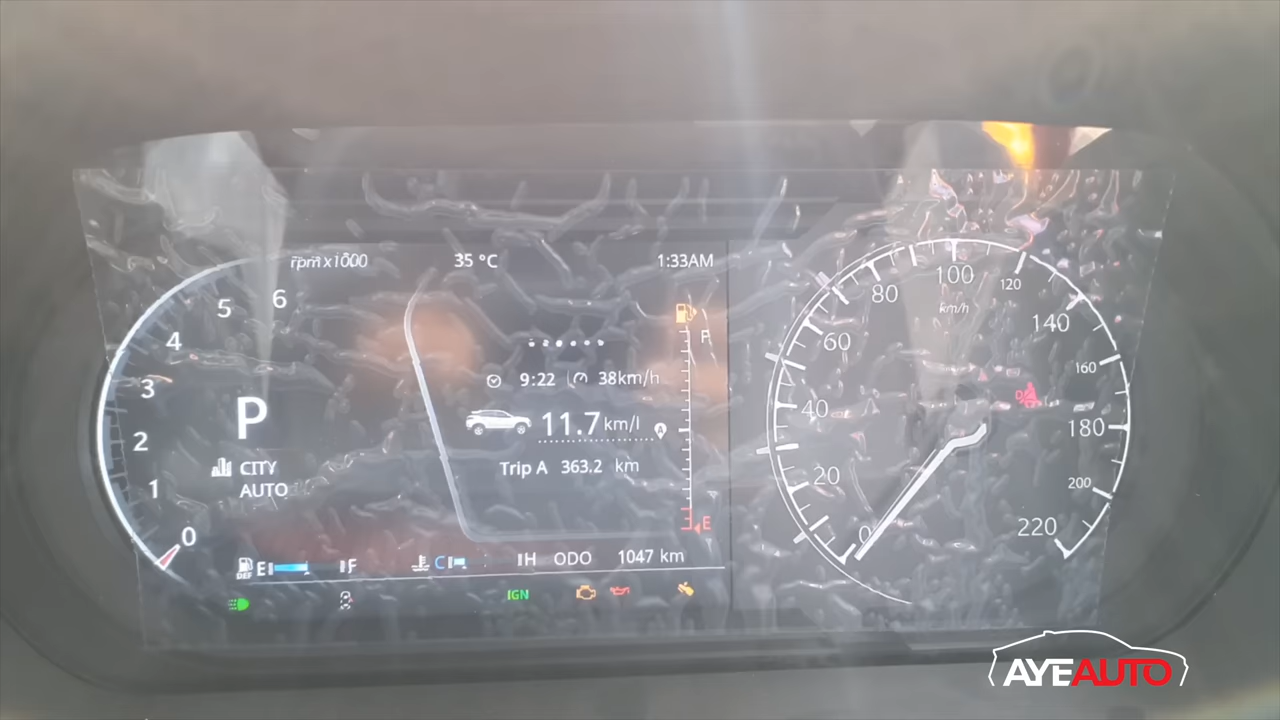 rpm x1000
35 °C
1:33AM
6
5
4
3
2
1
0
P
CITY
AUTO
9:22
38km/h
11.7 km/l
A
Trip A 363.2 km
F
E
DEF
E
F
C
H
ODO 1047 km
IGN
0
20
40
60
80
100
120
140
160
180
200
220
km/h
AYEAUTO